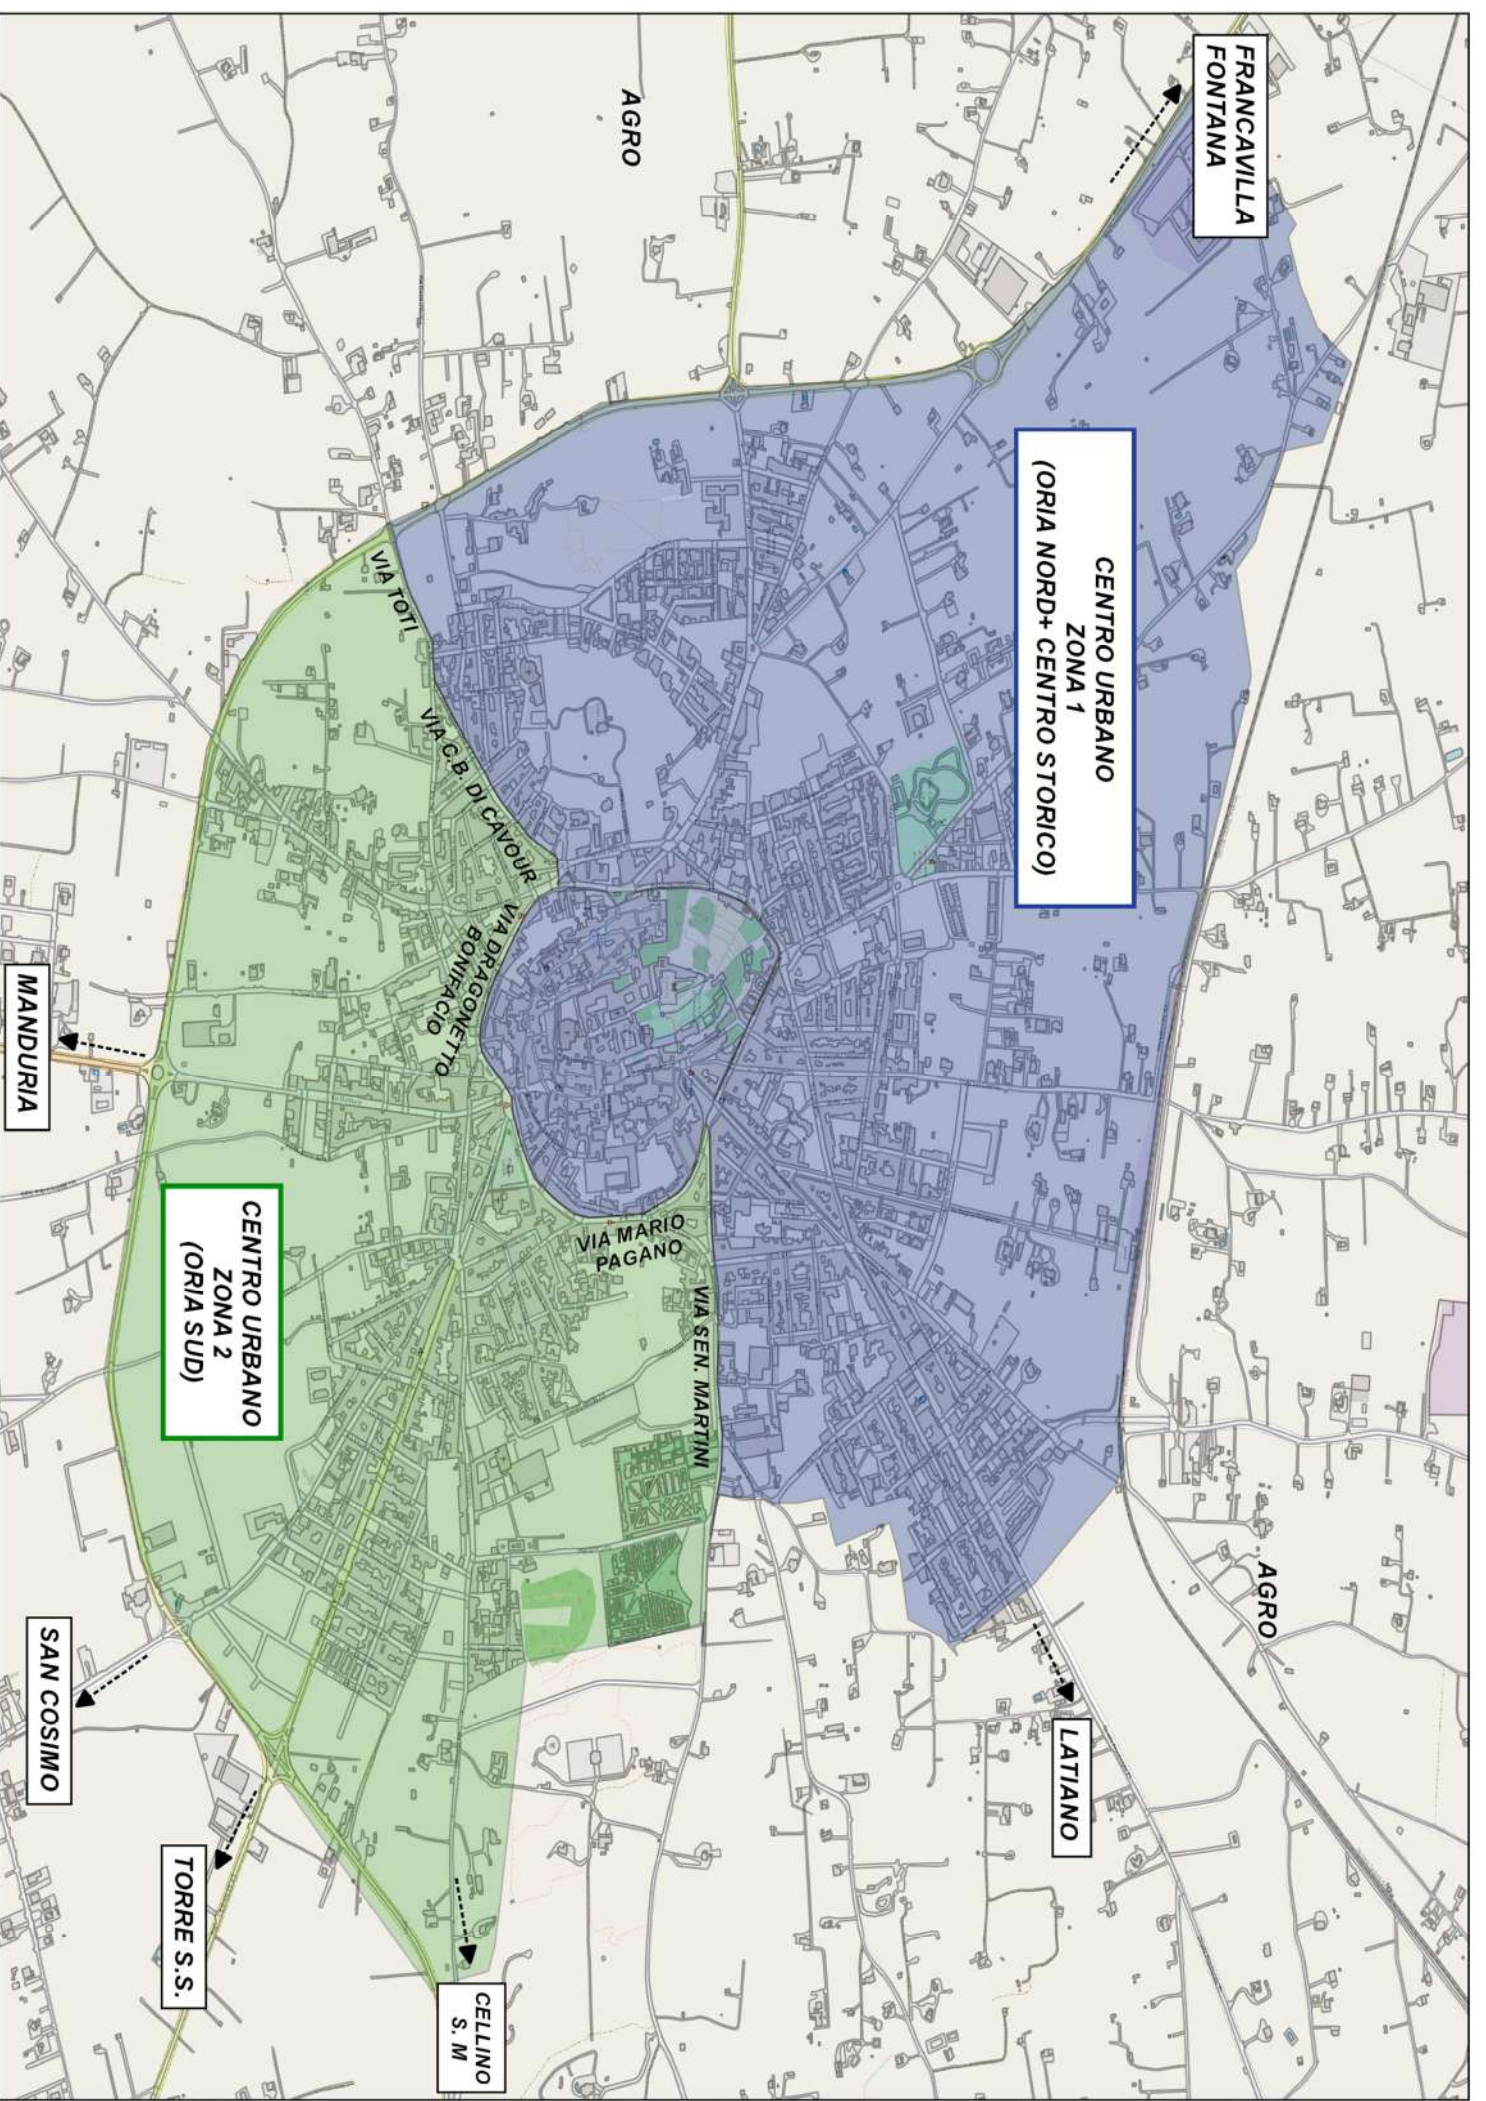 FRANCAVILLA
FONTANA
AGRO
CENTRO URBANO
ZONA 1
(ORIA NORD+ CENTRO STORICO)
VIA TOTI
VIA C.B. DI CAVOUR
VIA DRAGONETTO
BONIFACIO
MANDURIA
VIA MARIO
PAGANO
VIA SEN. MARTINI
CENTRO URBANO
ZONA 2
(ORIA SUD)
AGRO
LATIANO
SAN COSIMO
TORRE S.S.
CELLINO
S. M